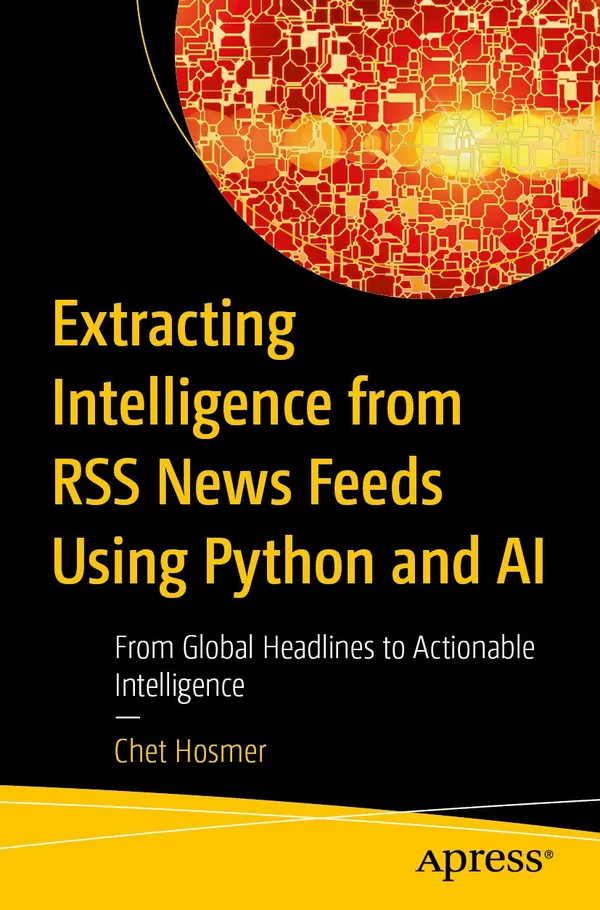 Extracting
Intelligence from
RSS News Feeds
Using Python and AI
From Global Headlines to Actionable
Intelligence
—
Chet Hosmer
Apress®